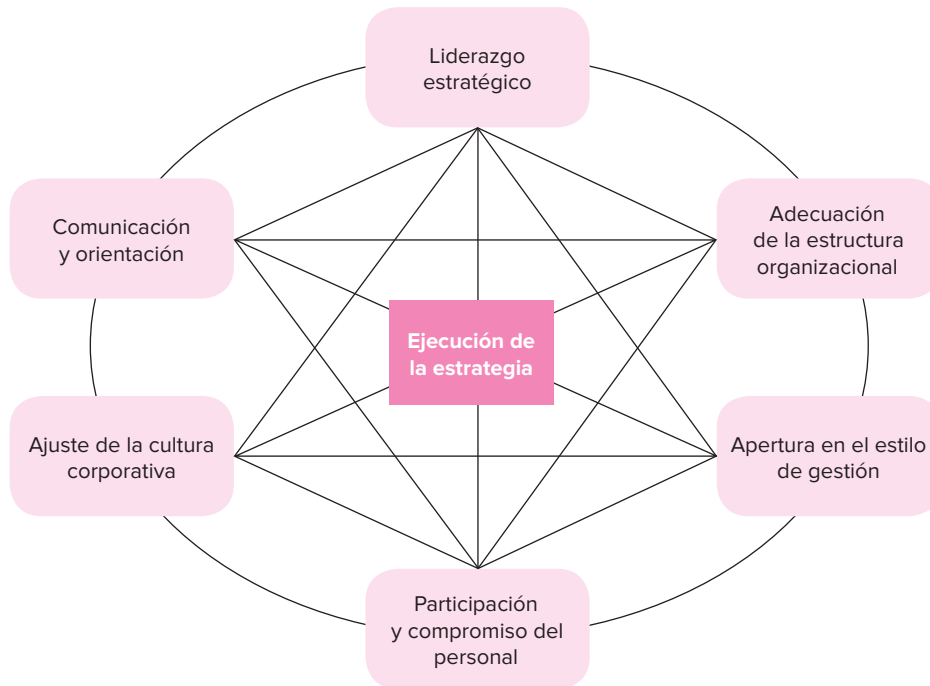 Liderazgo
estratégico
Comunicación
y orientación
Adecuación
de la estructura
organizacional
Ejecución de
la estrategia
Ajuste de la cultura
corporativa
Apertura en el estilo
de gestión
Participación
y compromiso del
personal